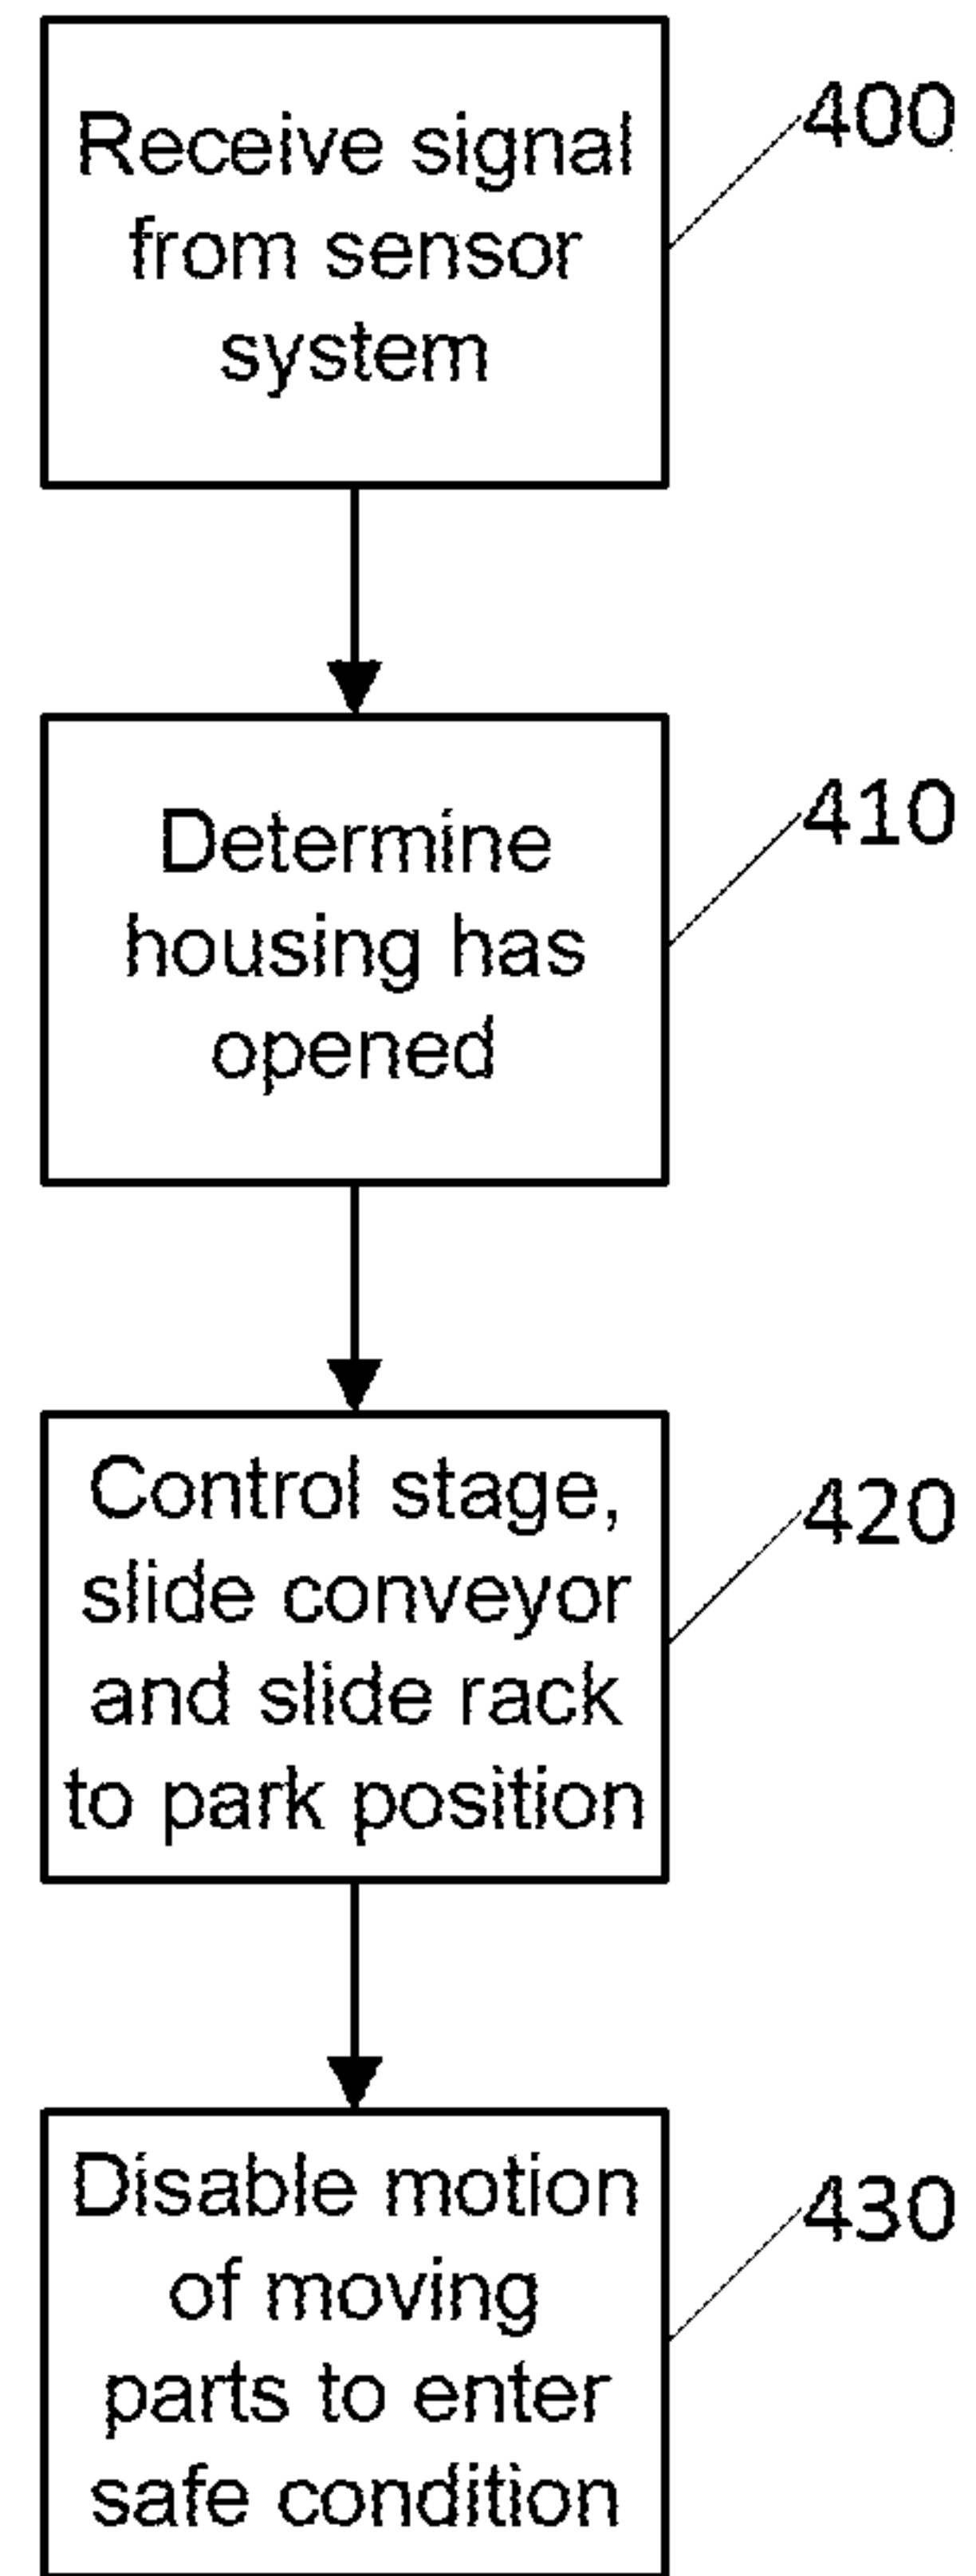 Receive signal
from sensor
system
400
Determine
housing has
opened
410
Control stage,
slide conveyor
and slide rack
to park position
420
Disable motion
of moving
parts to enter
safe condition
430